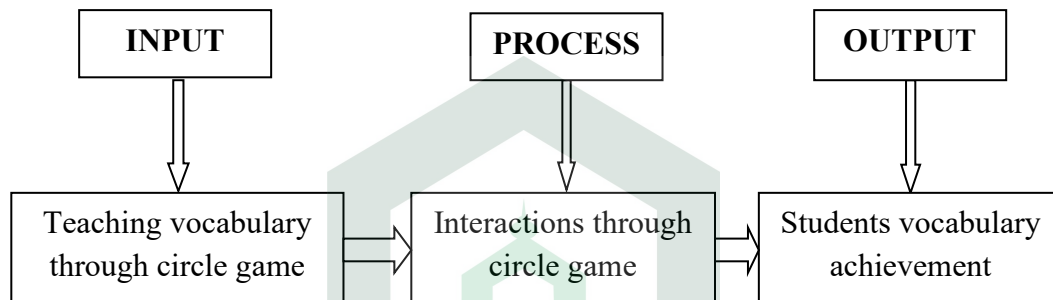 INPUT
PROCESS
OUTPUT
Teaching vocabulary
through circle game
Interactions through
circle game
Students vocabulary
achievement